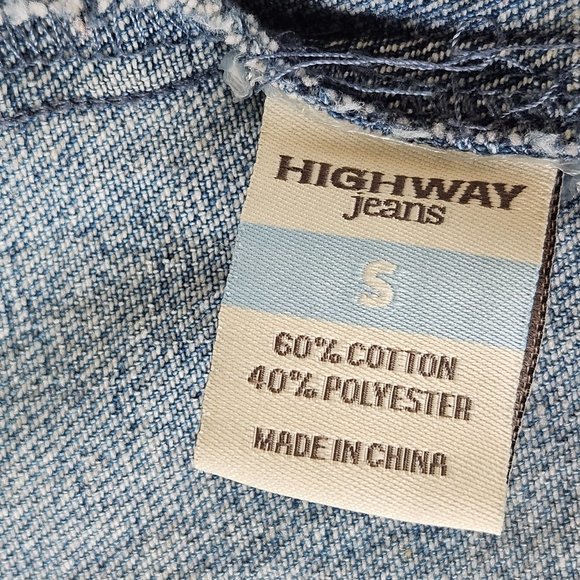 HIGHWAY
jeans
S
60% COTTON
40% POLYESTER
MADE IN CHINA